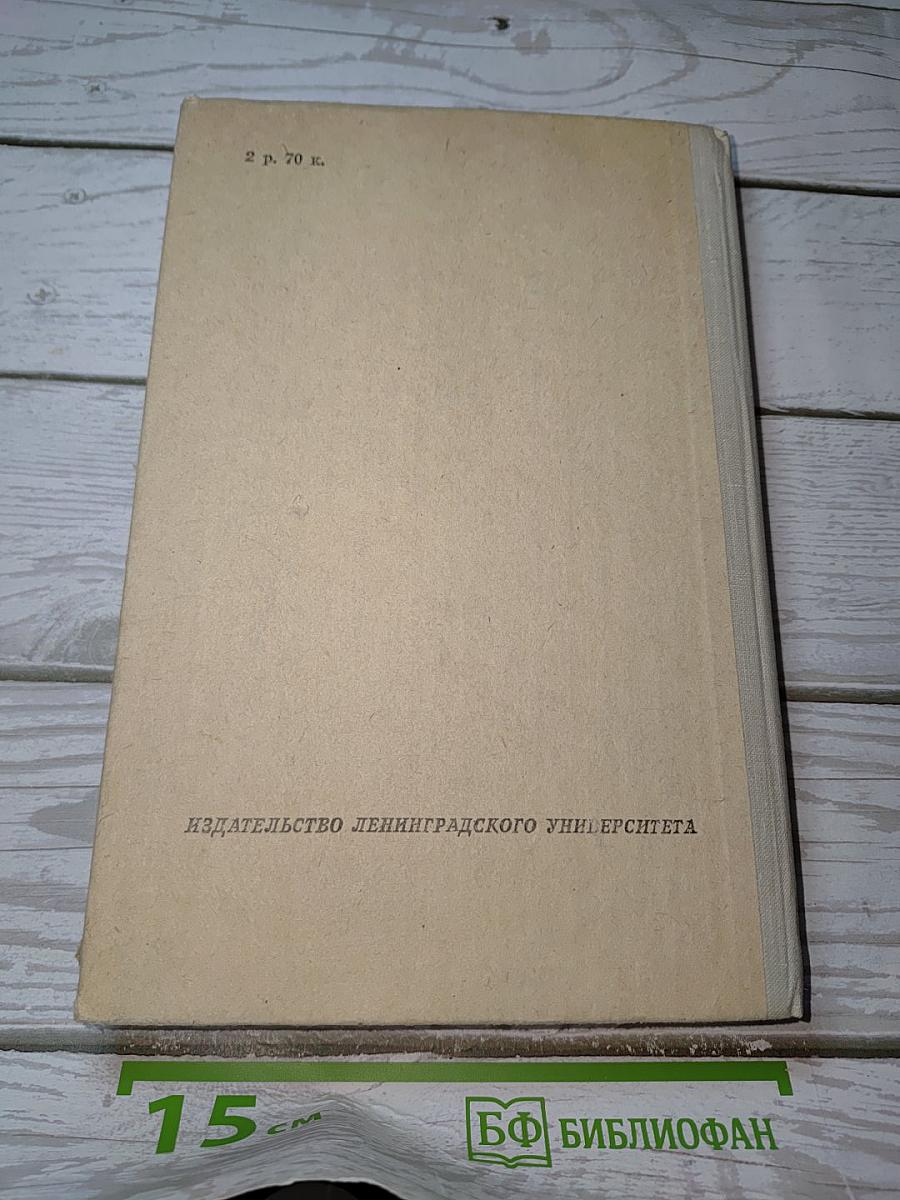 2 р. 70 к.
ИЗДАТЕЛЬСТВО ЛЕНИНГРАДСКОГО УНИВЕРСИТЕТА
15 см
БФ БИБЛИОФАН